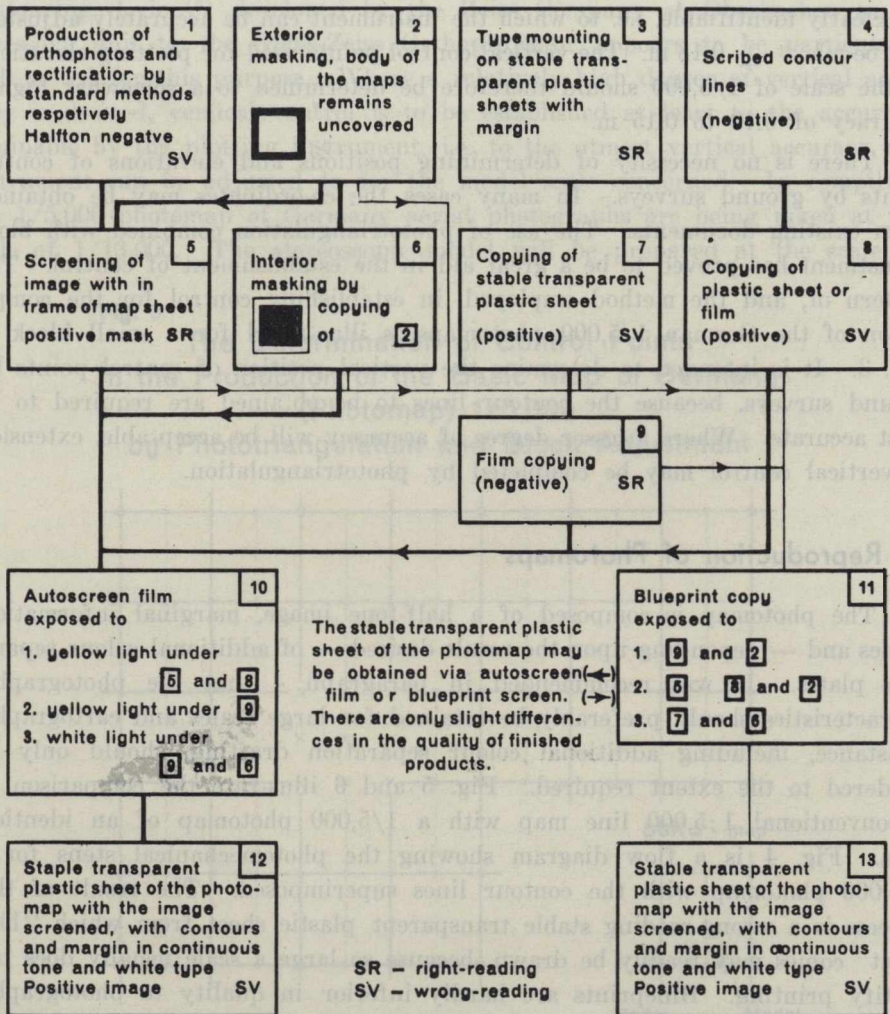 1
Production of
orthophotos and
rectification by
standard methods
respetively
Halfton negatve
SV
2
Exterior
masking, body of
the maps
remains
uncovered
3
Type mounting
on stable trans-
parent plastic
sheets with
margin
SR
4
Scribed contour
lines
(negative)
SR
5
Screening of
image with in
frame of map sheet
positive mask SR
6
Interior
masking by
copying
of 2
7
Copying of
stable transparent
plastic sheet
(positive) SV
8
Copying of
plastic sheet or
film
(positive) SV
9
Film copying
(negative) SR
10
Autoscreen film
exposed to
1. yellow light under
5 and 8
2. yellow light under 9
3. white light under
9 and 6
The stable transparent plastic
sheet of the photomap may
be obtained via autoscreen
film or blueprint screen
There are only slight differen-
ces in the quality of finished
products.
11
Blueprint copy
exposed to
1. 9 and 2
2. 5 8 and 2
3. 7 and 6
12
Staple transparent
plastic sheet of the photo-
map with the image
screened, with contours
and margin in continuous
tone and white type
Positive image SV
SR – right-reading
SV – wrong-reading
13
Stable transparent
plastic sheet of the photo-
map with the image
screened, with contours
and margin in continuous
tone and white type
Positive image SV